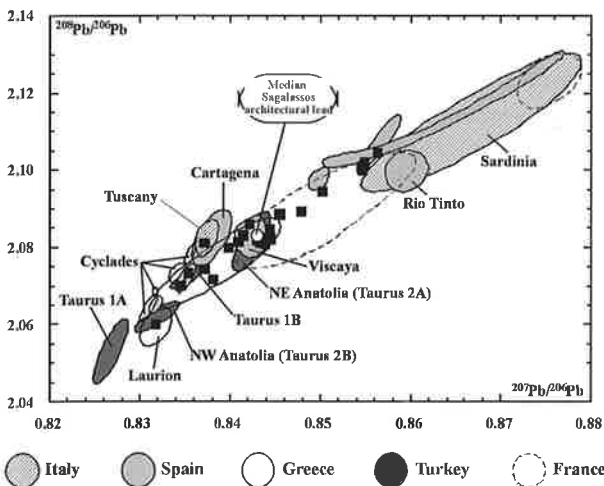 2.14
²⁰⁸Pb/²⁰⁶Pb
2.12
2.10
2.08
2.06
2.04
Median
Sagalassos
architectural lead
Cartagena
Tuscany
Cyclades
Taurus 1A
Sardinia
Rio Tinto
Viscaya
NE Anatolia (Taurus 2A)
Taurus 1B
NW Anatolia (Taurus 2B)
Laurion
²⁰⁷Pb/²⁰⁶Pb
0.82 0.83 0.84 0.85 0.86 0.87 0.88
Italy Spain Greece Turkey France